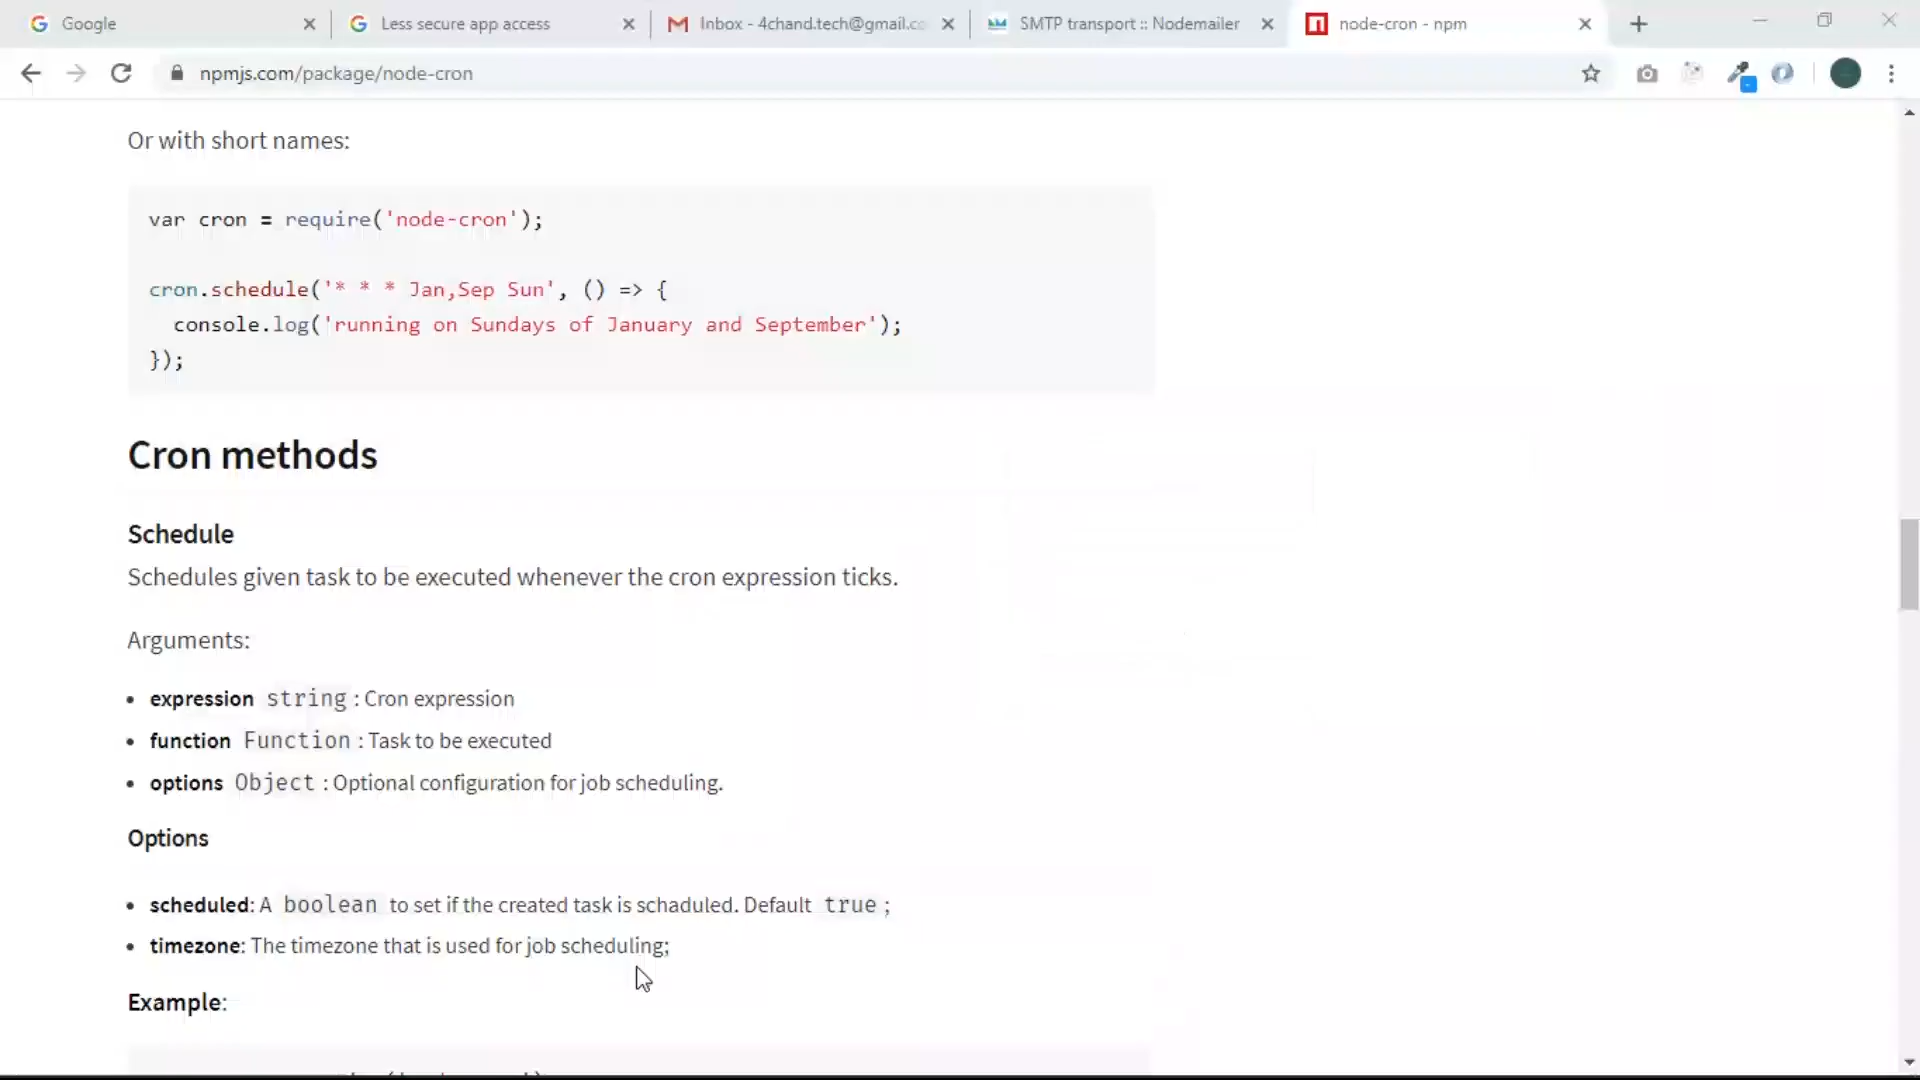 Google
Less secure app access
Inbox - 4chand.tech@gmail.co
SMTP transport :: Nodemailer
node-cron - npm
npmjs.com/package/node-cron
Or with short names:
var cron = require('node-cron');
cron.schedule('* * * Jan,Sep Sun', () => {
console.log('running on Sundays of January and September');
});
Cron methods
Schedule
Schedules given task to be executed whenever the cron expression ticks.
Arguments:
• expression string : Cron expression
• function Function : Task to be executed
• options Object : Optional configuration for job scheduling.
Options
• scheduled: A boolean to set if the created task is schaduled. Default true ;
• timezone: The timezone that is used for job scheduling;
Example: